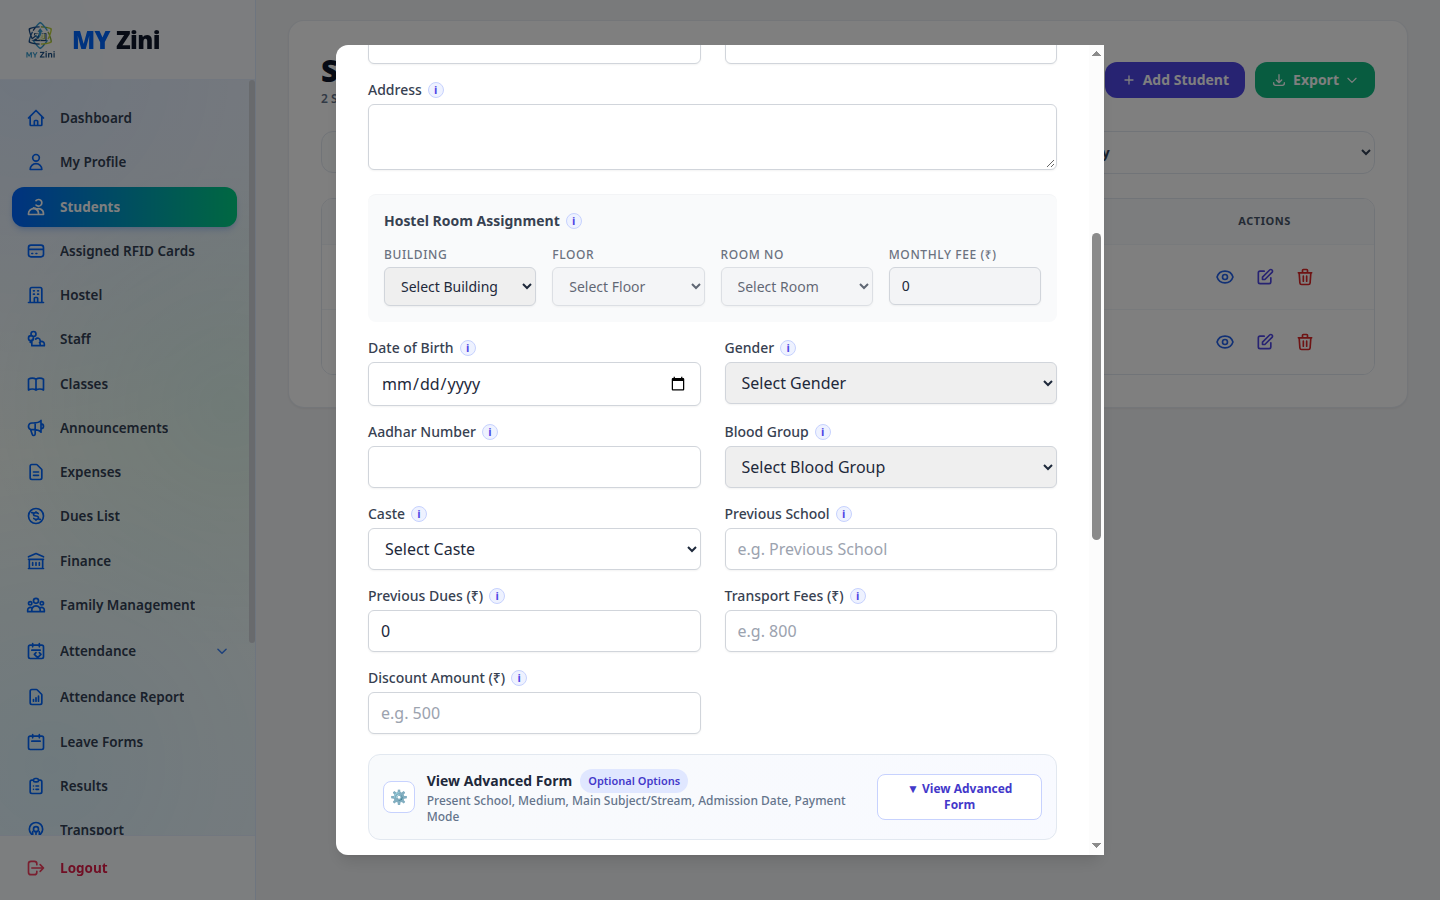 MY Zini
MY Zini
Dashboard
My Profile
Students
Assigned RFID Cards
Hostel
Staff
Classes
Announcements
Expenses
Dues List
Finance
Family Management
Attendance
Attendance Report
Leave Forms
Results
Transport
Logout
S
2 S
+ Add Student
Export
y
ACTIONS
Address i
Hostel Room Assignment i
BUILDING FLOOR ROOM NO MONTHLY FEE (₹)
Select Building Select Floor Select Room 0
Date of Birth i Gender i
mm/dd/yyyy Select Gender
Aadhar Number i Blood Group i
Select Blood Group
Caste i Previous School i
Select Caste e.g. Previous School
Previous Dues (₹) i Transport Fees (₹) i
0 e.g. 800
Discount Amount (₹) i
e.g. 500
View Advanced Form Optional Options
Present School, Medium, Main Subject/Stream, Admission Date, Payment
Mode
▼ View Advanced
Form